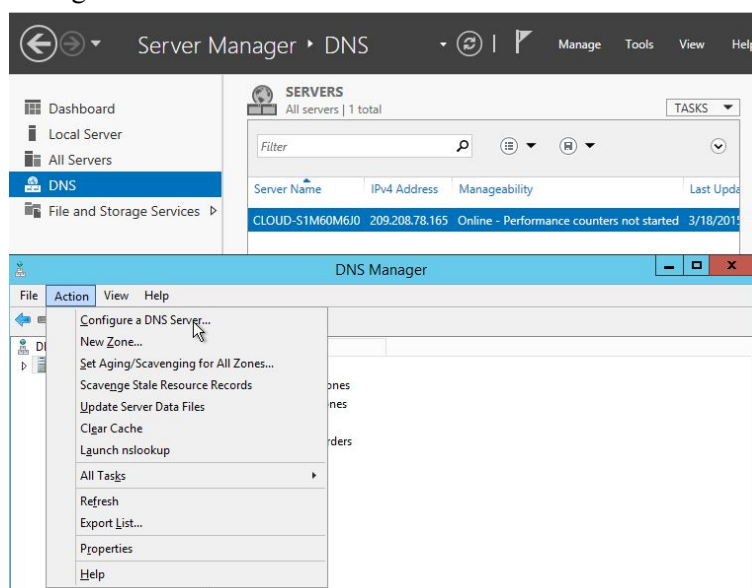 Server Manager ‣ DNS
Manage Tools View Help
Dashboard
Local Server
All Servers
DNS
File and Storage Services
SERVERS
All servers | 1 total
TASKS
Filter
Server Name IPv4 Address Manageability Last Upda
CLOUD-S1M60M6J0 209.208.78.165 Online - Performance counters not started 3/18/2015
DNS Manager
File Action View Help
Configure a DNS Server...
New Zone...
Set Aging/Scavenging for All Zones...
Scavenge Stale Resource Records
Update Server Data Files
Clear Cache
Launch nslookup
All Tasks
Refresh
Export List...
Properties
Help
D
ones
ones
rders